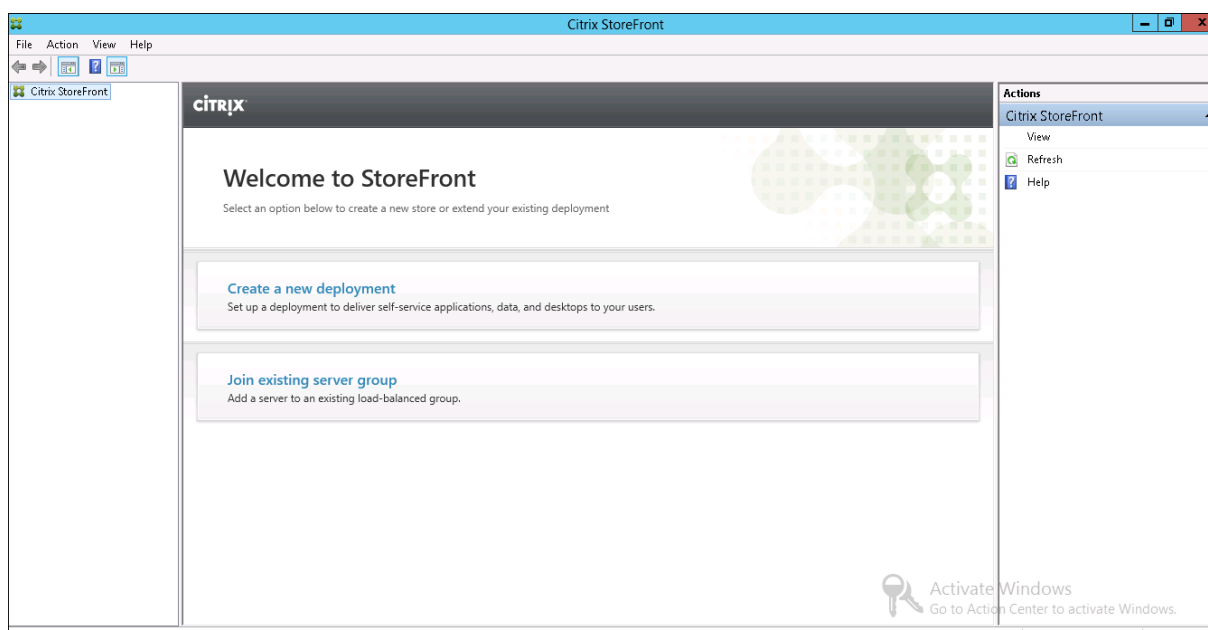 Citrix StoreFront
File Action View Help
Citrix StoreFront
CITRIX
Welcome to StoreFront
Select an option below to create a new store or extend your existing deployment
Create a new deployment
Set up a deployment to deliver self-service applications, data, and desktops to your users.
Join existing server group
Add a server to an existing load-balanced group.
Actions
Citrix StoreFront
View
Refresh
Help
Activate Windows
Go to Action Center to activate Windows.